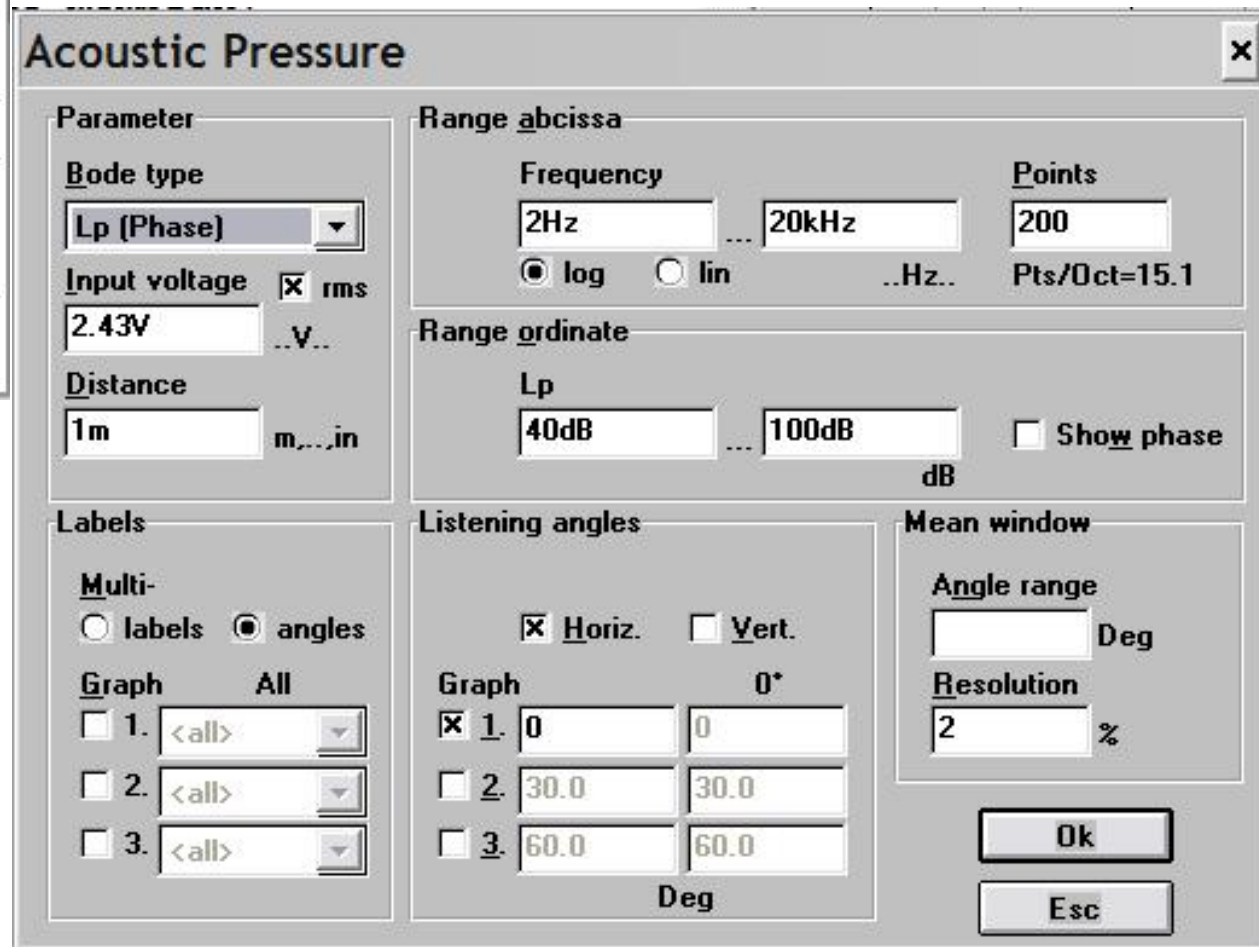 Acoustic Pressure
Parameter
Bode type
Lp (Phase)
Input voltage rms
2.43V ..V..
Distance
1m m,...,in
Range abcissa
Frequency Points
2Hz ... 20kHz 200
log lin ..Hz.. Pts/Oct=15.1
Range ordinate
Lp
40dB ... 100dB Show phase
dB
Labels
Multi-
labels angles
Graph All
1. <all>
2. <all>
3. <all>
Listening angles
Horiz. Vert.
Graph 0°
1. 0 0
2. 30.0 30.0
3. 60.0 60.0
Deg
Mean window
Angle range
Deg
Resolution
2 %
Ok
Esc